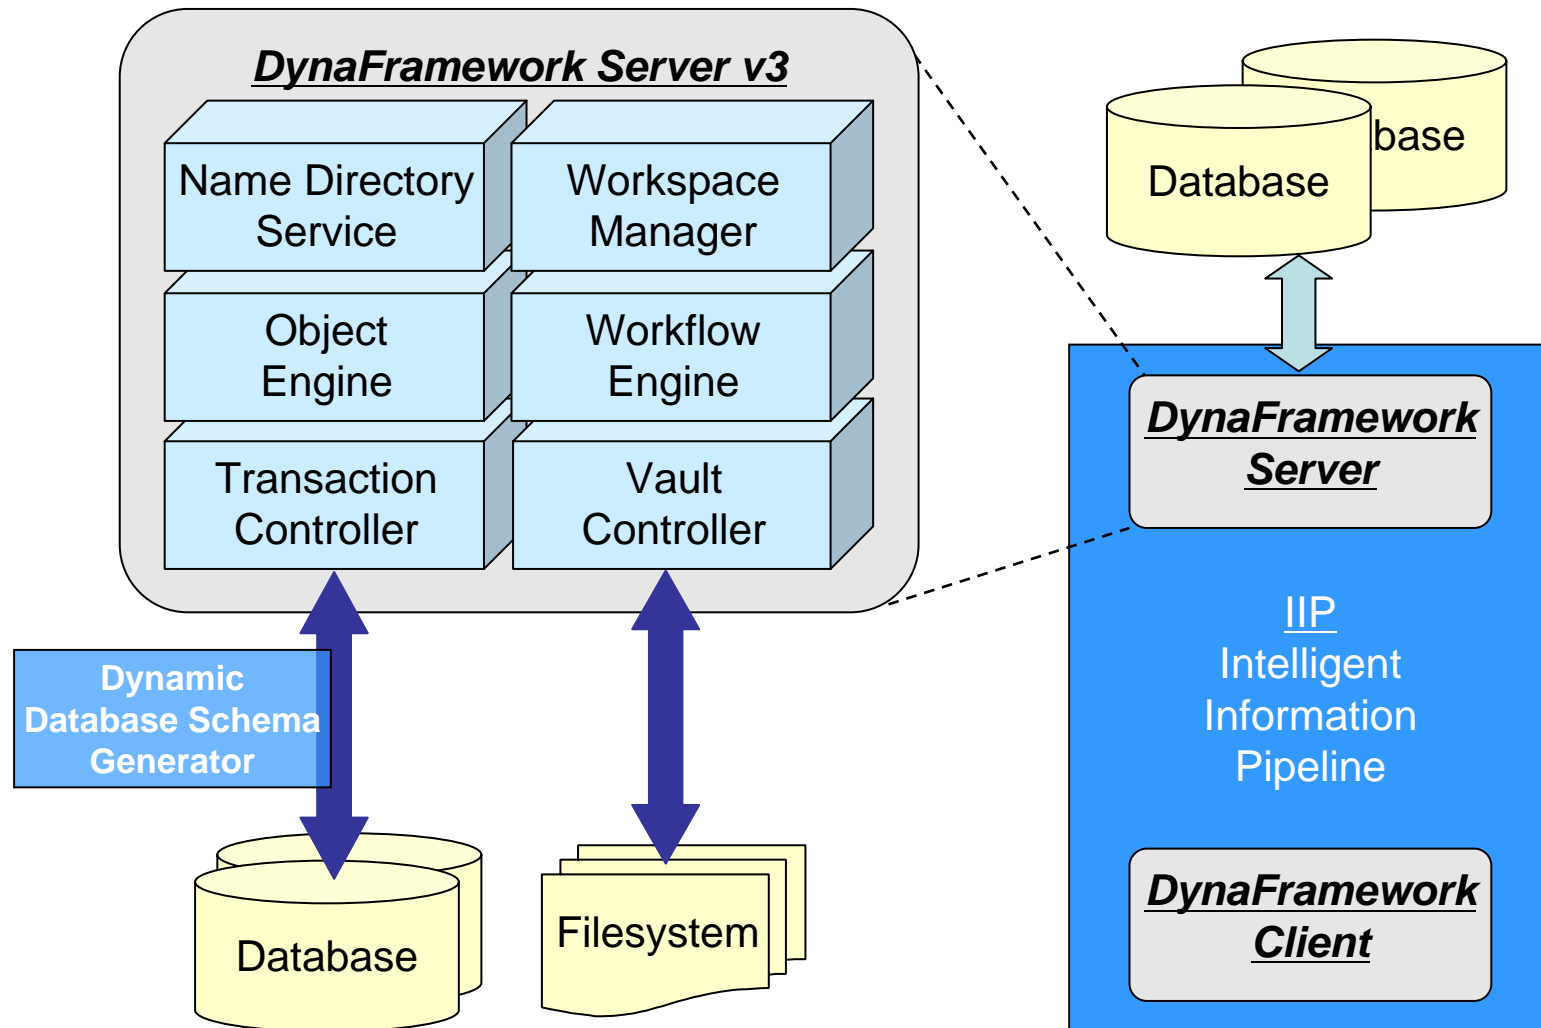 DynaFramework Server v3
Name Directory
Service
Workspace
Manager
Object
Engine
Workflow
Engine
Transaction
Controller
Vault
Controller
Dynamic
Database Schema
Generator
Database
Filesystem
Database
base
DynaFramework
Server
IIP
Intelligent
Information
Pipeline
DynaFramework
Client